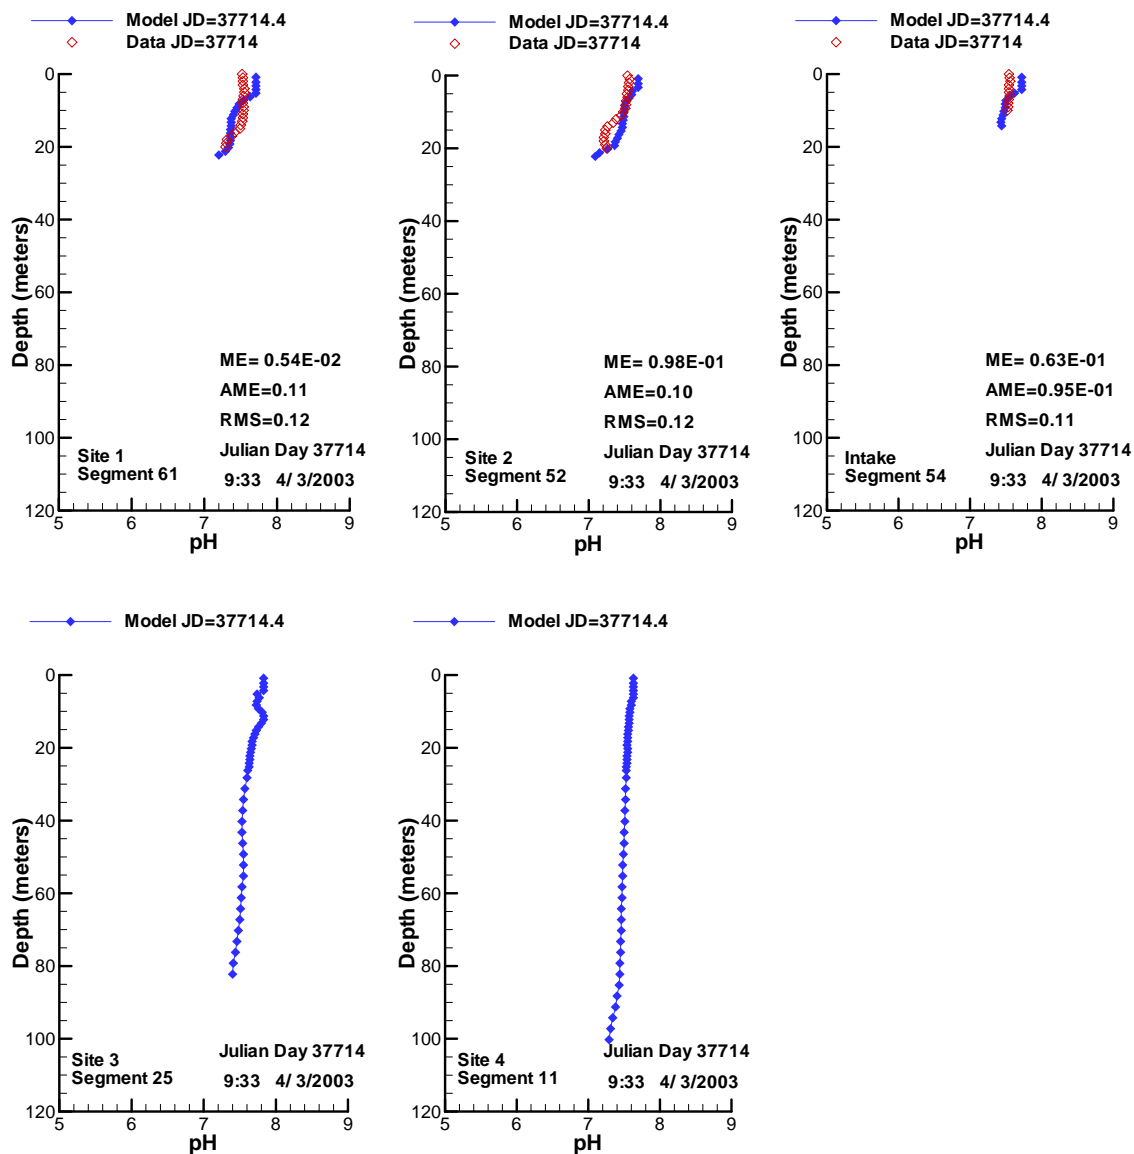 Model JD=37714.4
Data JD=37714
0
20
40
60
80
100
120
Depth (meters)
ME= 0.54E-02
AME=0.11
RMS=0.12
Julian Day 37714
9:33 4/ 3/2003
Site 1
Segment 61
5 6 7 8 9
pH
Model JD=37714.4
Data JD=37714
0
20
40
60
80
100
120
Depth (meters)
ME= 0.98E-01
AME=0.10
RMS=0.12
Julian Day 37714
9:33 4/ 3/2003
Site 2
Segment 52
5 6 7 8 9
pH
Model JD=37714.4
Data JD=37714
0
20
40
60
80
100
120
Depth (meters)
ME= 0.63E-01
AME=0.95E-01
RMS=0.11
Julian Day 37714
9:33 4/ 3/2003
Intake
Segment 54
5 6 7 8 9
pH
Model JD=37714.4
0
20
40
60
80
100
120
Depth (meters)
Julian Day 37714
9:33 4/ 3/2003
Site 3
Segment 25
5 6 7 8 9
pH
Model JD=37714.4
0
20
40
60
80
100
120
Depth (meters)
Julian Day 37714
9:33 4/ 3/2003
Site 4
Segment 11
5 6 7 8 9
pH